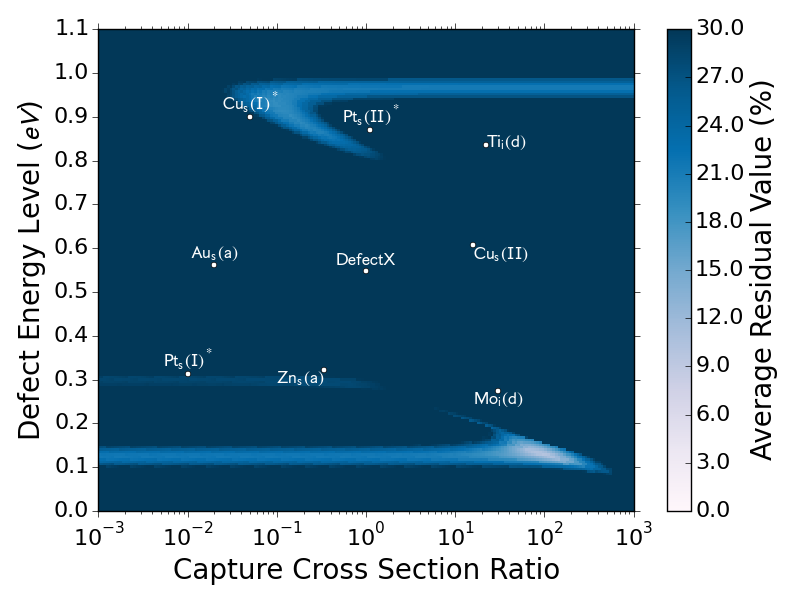 1.1
1.0
0.9
0.8
0.7
0.6
0.5
0.4
0.3
0.2
0.1
0.0
Defect Energy Level (eV)
10⁻³
10⁻²
10⁻¹
10⁰
10¹
10²
10³
Capture Cross Section Ratio
Cuₛ(I)*
Ptₛ(II)*
Tiᵢ(d)
Auₛ(a)
DefectX
Cuₛ(II)
Ptₛ(I)*
Znₛ(a)
Moᵢ(d)
30.0
27.0
24.0
21.0
18.0
15.0
12.0
9.0
6.0
3.0
0.0
Average Residual Value (%)